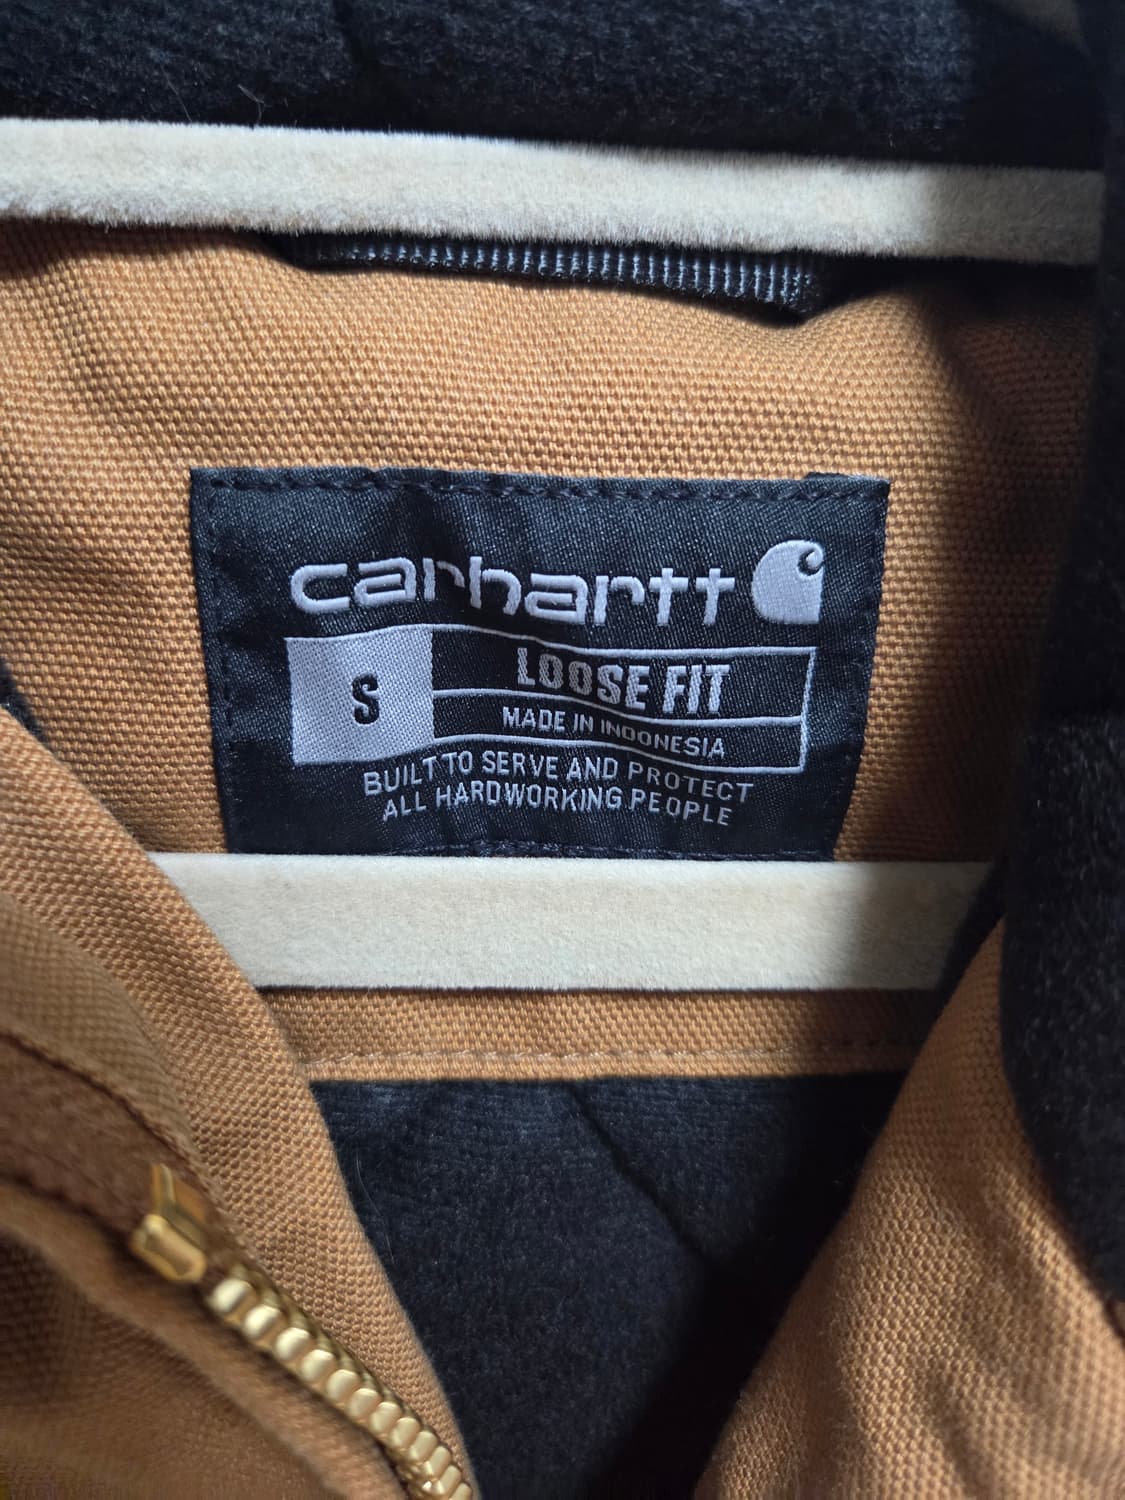 carhartt
S
LOOSE FIT
MADE IN INDONESIA
BUILT TO SERVE AND PROTECT
ALL HARDWORKING PEOPLE